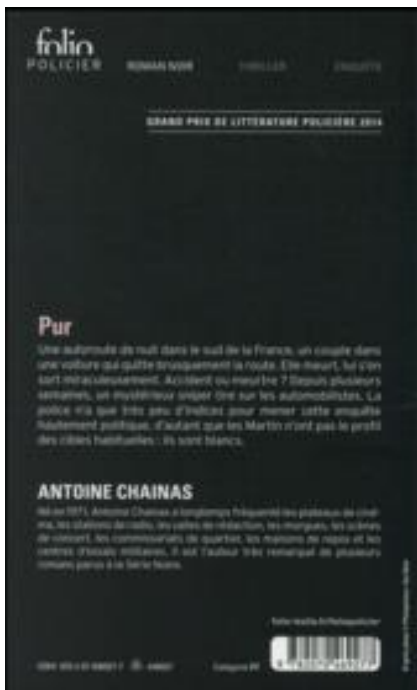 folio
POLICIER ROMAN NOIR THRILLER ENQUÊTE
GRAND PRIX DE LITTÉRATURE POLICIÈRE 2014
Pur
Une autoroute de nuit dans le sud de la France, un couple dans
une voiture qui quitte brusquement la route. Elle meurt, lui s'en
sort miraculeusement. Accident ou meurtre ? Depuis plusieurs
semaines, un mystérieux sniper tire sur les automobilistes. La
police n'a que très peu d'indices pour mener cette enquête
hautement politique, d'autant que les Martin n'ont pas le profil
des cibles habituelles : ils sont blancs.
ANTOINE CHAINAS
Né en 1971, Antoine Chainas a longtemps fréquenté les plateaux de ciné-
ma, les stations de radio, les salles de rédaction, les morgues, les scènes
de concert, les commissariats de quartier, les maisons de repos et les
centres d'essais militaires. Il est l'auteur très remarqué de plusieurs
romans parus à la Série Noire.